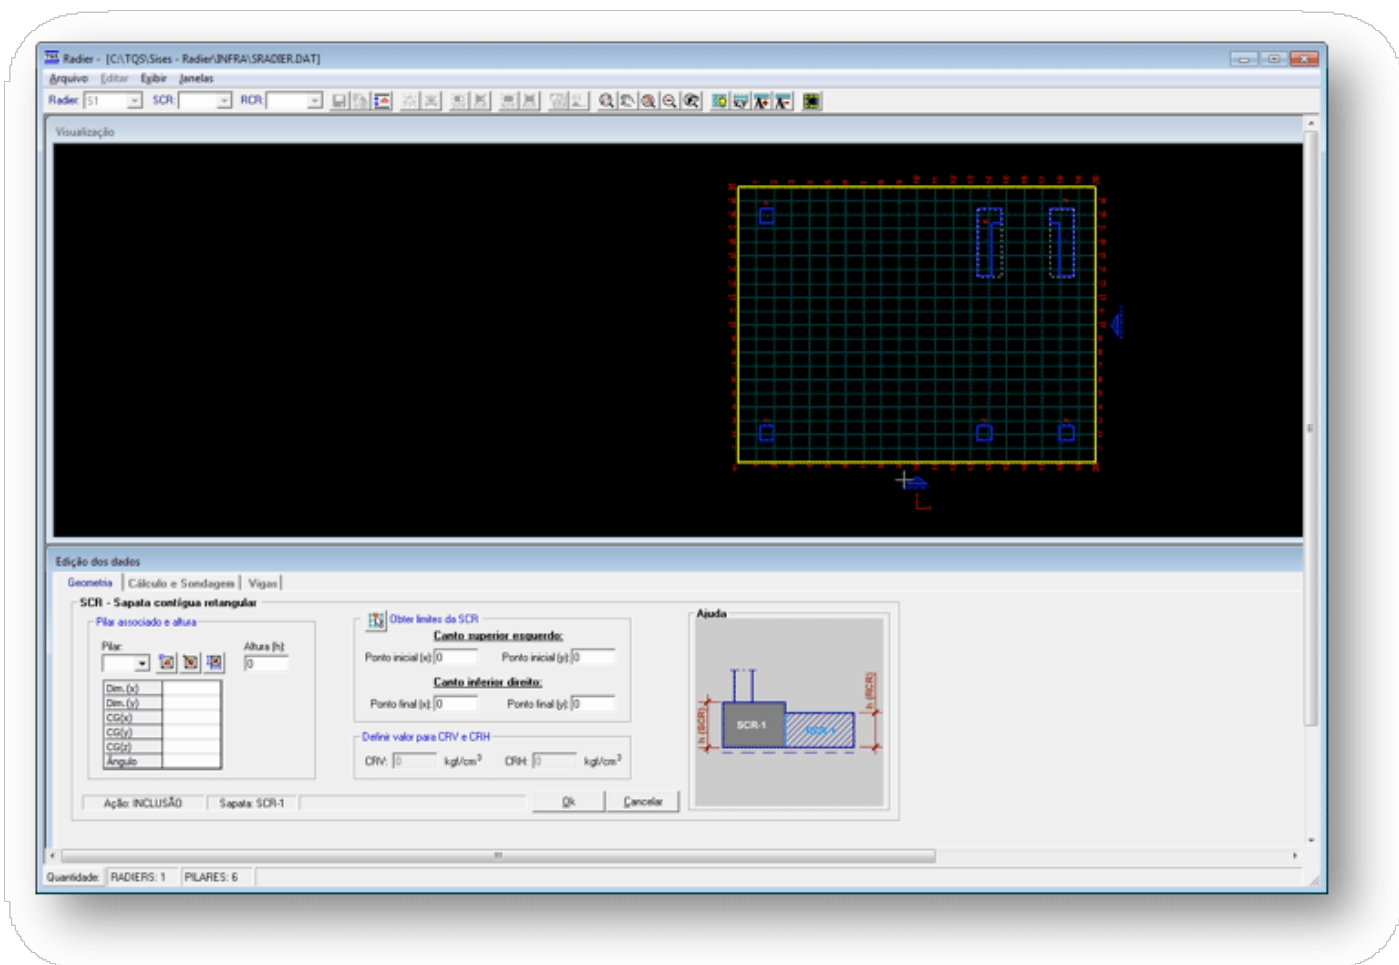 Radier - [C:\TQS\Sises - Radier\INFRA\SRADIER.DAT]
Arquivo Editar Exibir Janelas
Radier: S1 SCR: RCR:
Visualização
Edição dos dados
Geometria Cálculo e Sondagem Vigas
SCR - Sapata contígua retangular
Pilar associado e altura
Pilar: Altura (h):
0
Dim.(x)
Dim.(y)
CG(x)
CG(y)
CG(z)
Ângulo
Obter limites da SCR
Canto superior esquerdo:
Ponto inicial (x): 0 Ponto inicial (y): 0
Canto inferior direito:
Ponto final (x): 0 Ponto final (y): 0
Definir valor para CRV e CRH
CRV: 0 kgf/cm³ CRH: 0 kgf/cm³
Ajuda
h (SCR)
SCR-1
h (RCR)
Ação: INCLUSÃO Sapata: SCR-1 Ok Cancelar
Quantidade: RADIERS: 1 PILARES: 6